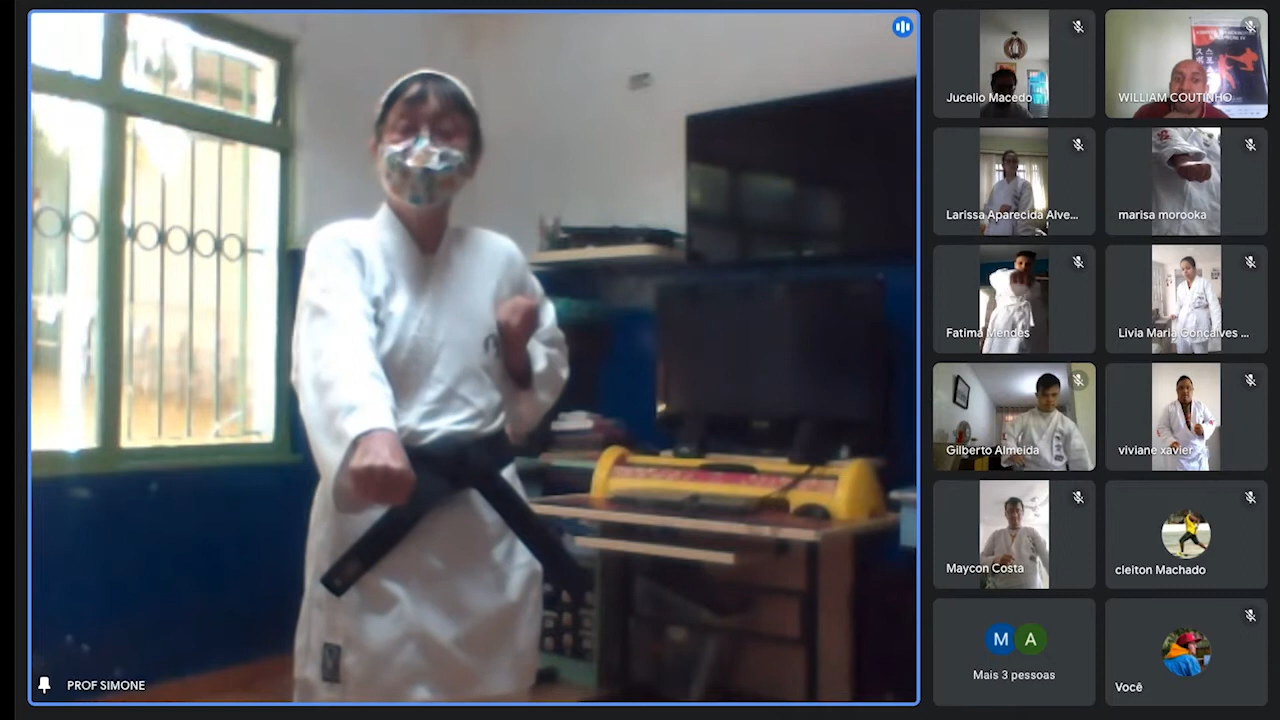 PROF SIMONE
Jucelio Macedo
WILLIAM COUTINHO
Larissa Aparecida Alve...
marisa morooka
Fatima Mendes
Livia Maria Gonçalves ...
Gilberto Almeida
viviane xavier
Maycon Costa
cleiton Machado
M A
Mais 3 pessoas
Você